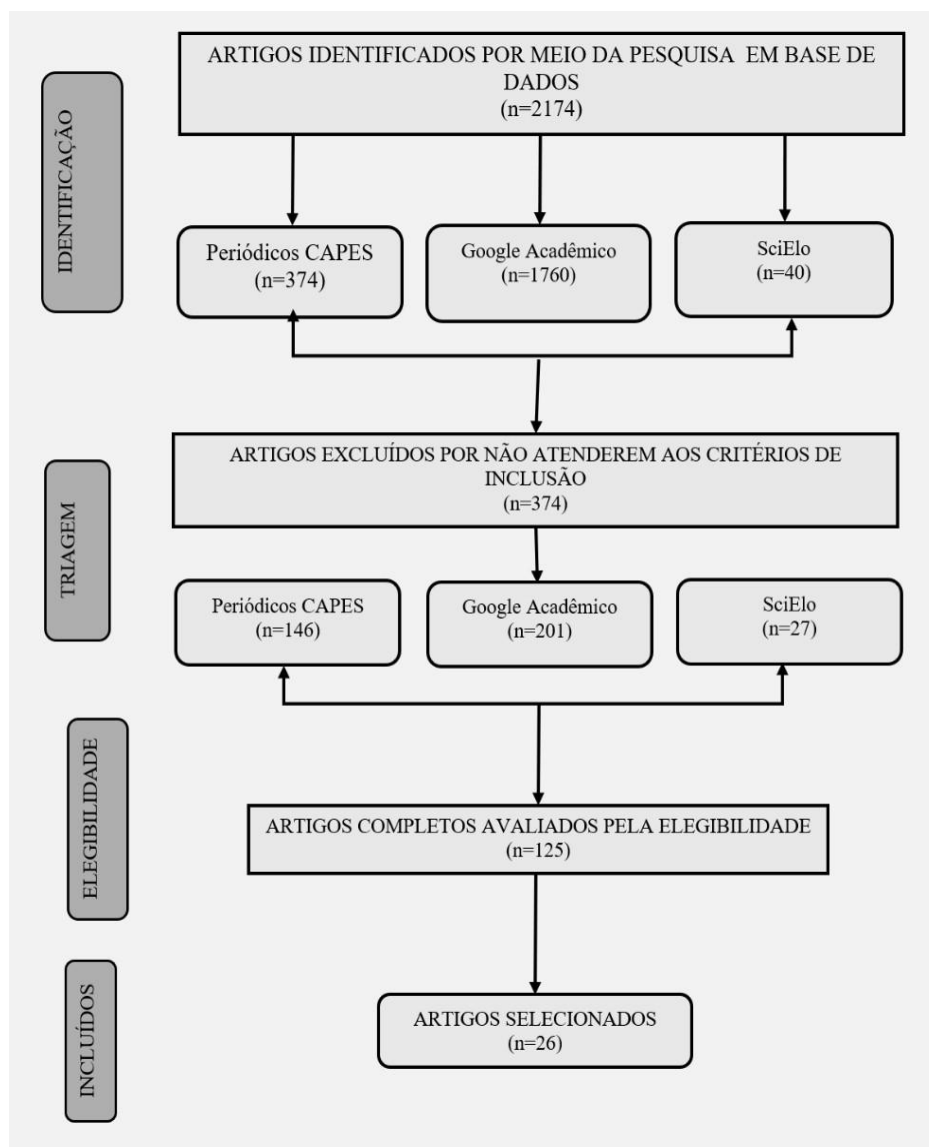 IDENTIFICAÇÃO
ARTIGOS IDENTIFICADOS POR MEIO DA PESQUISA EM BASE DE
DADOS
(n=2174)
Periódicos CAPES
(n=374)
Google Acadêmico
(n=1760)
SciElo
(n=40)
TRIAGEM
ARTIGOS EXCLUÍDOS POR NÃO ATENDEREM AOS CRITÉRIOS DE
INCLUSÃO
(n=374)
Periódicos CAPES
(n=146)
Google Acadêmico
(n=201)
SciElo
(n=27)
ELEGIBILIDADE
ARTIGOS COMPLETOS AVALIADOS PELA ELEGIBILIDADE
(n=125)
INCLUÍDOS
ARTIGOS SELECIONADOS
(n=26)